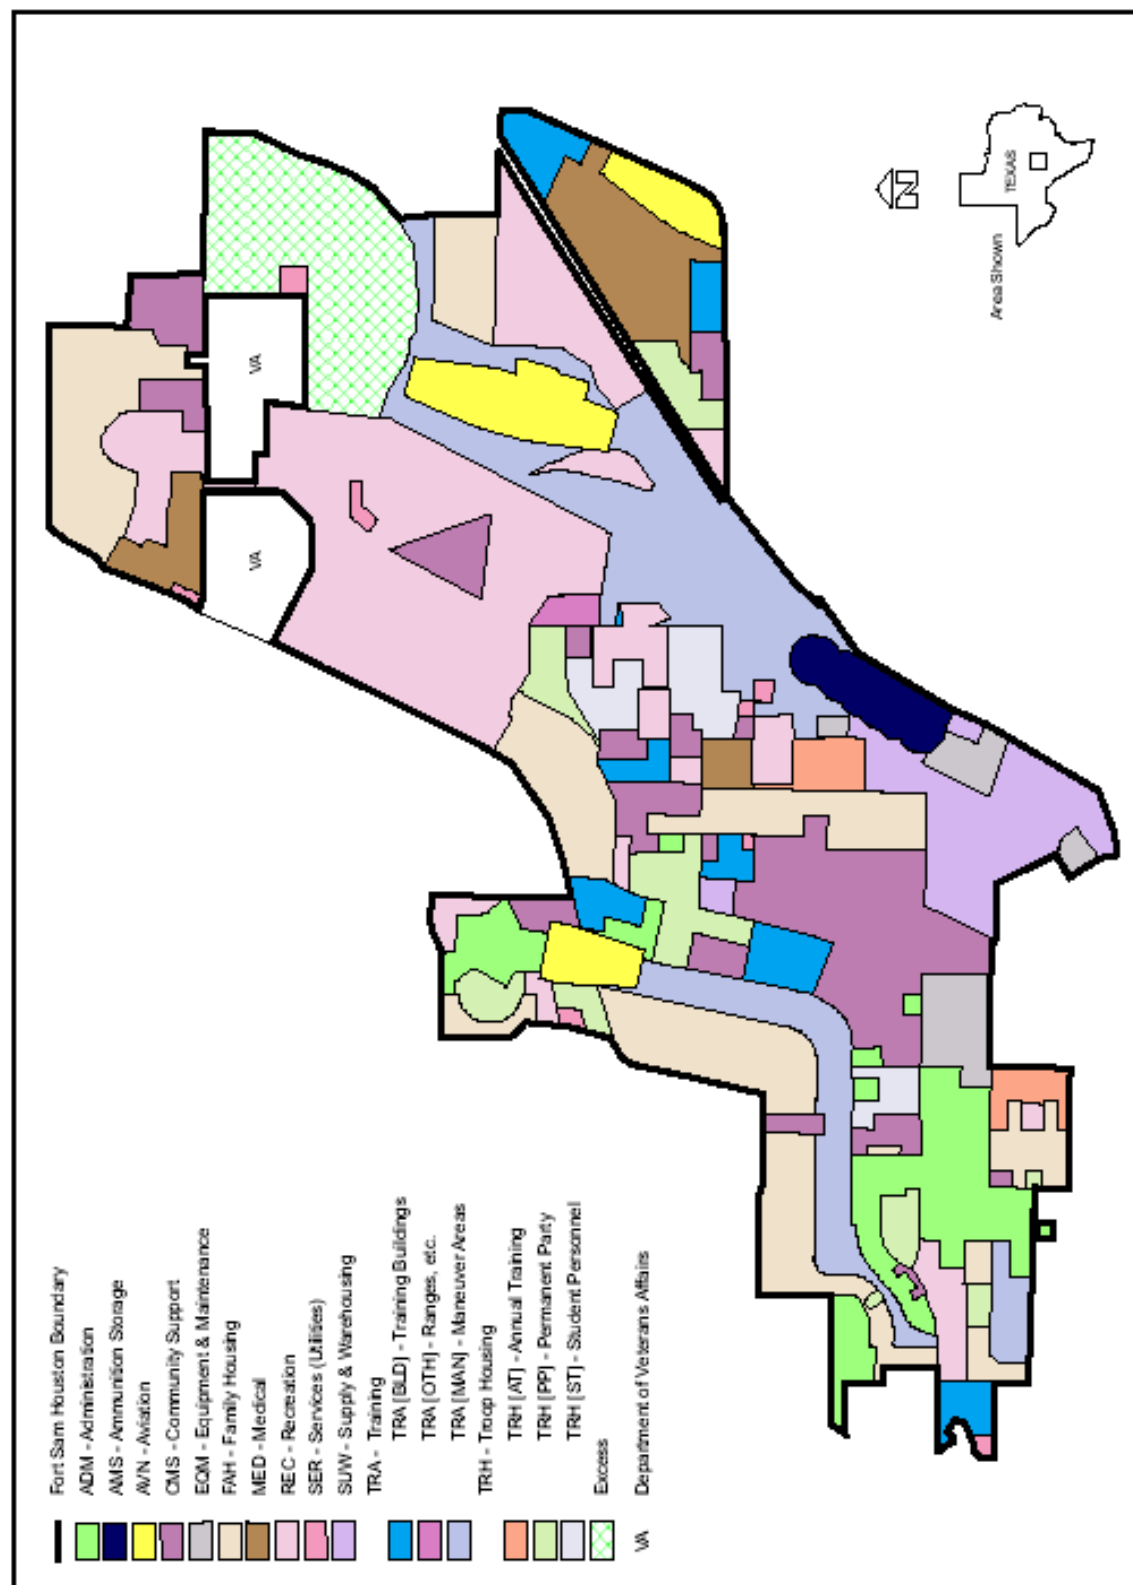 Fort Sam Houston Boundary
ADM - Administration
AMS - Ammunition Storage
AVN - Aviation
CMS - Community Support
EQM - Equipment & Maintenance
FAH - Family Housing
MED - Medical
REC - Recreation
SER - Services (Utilities)
SUW - Supply & Warehousing
TRA - Training
TRA [BLD] - Training Buildings
TRA [OTH] - Ranges, etc.
TRA [MAN] - Maneuver Areas
TRH - Troop Housing
TRH [AT] - Annual Training
TRH [PP] - Permanent Party
TRH [ST] - Student Personnel
Excess
VA Department of Veterans Affairs
VA
VA
N
TEXAS
Area Shown